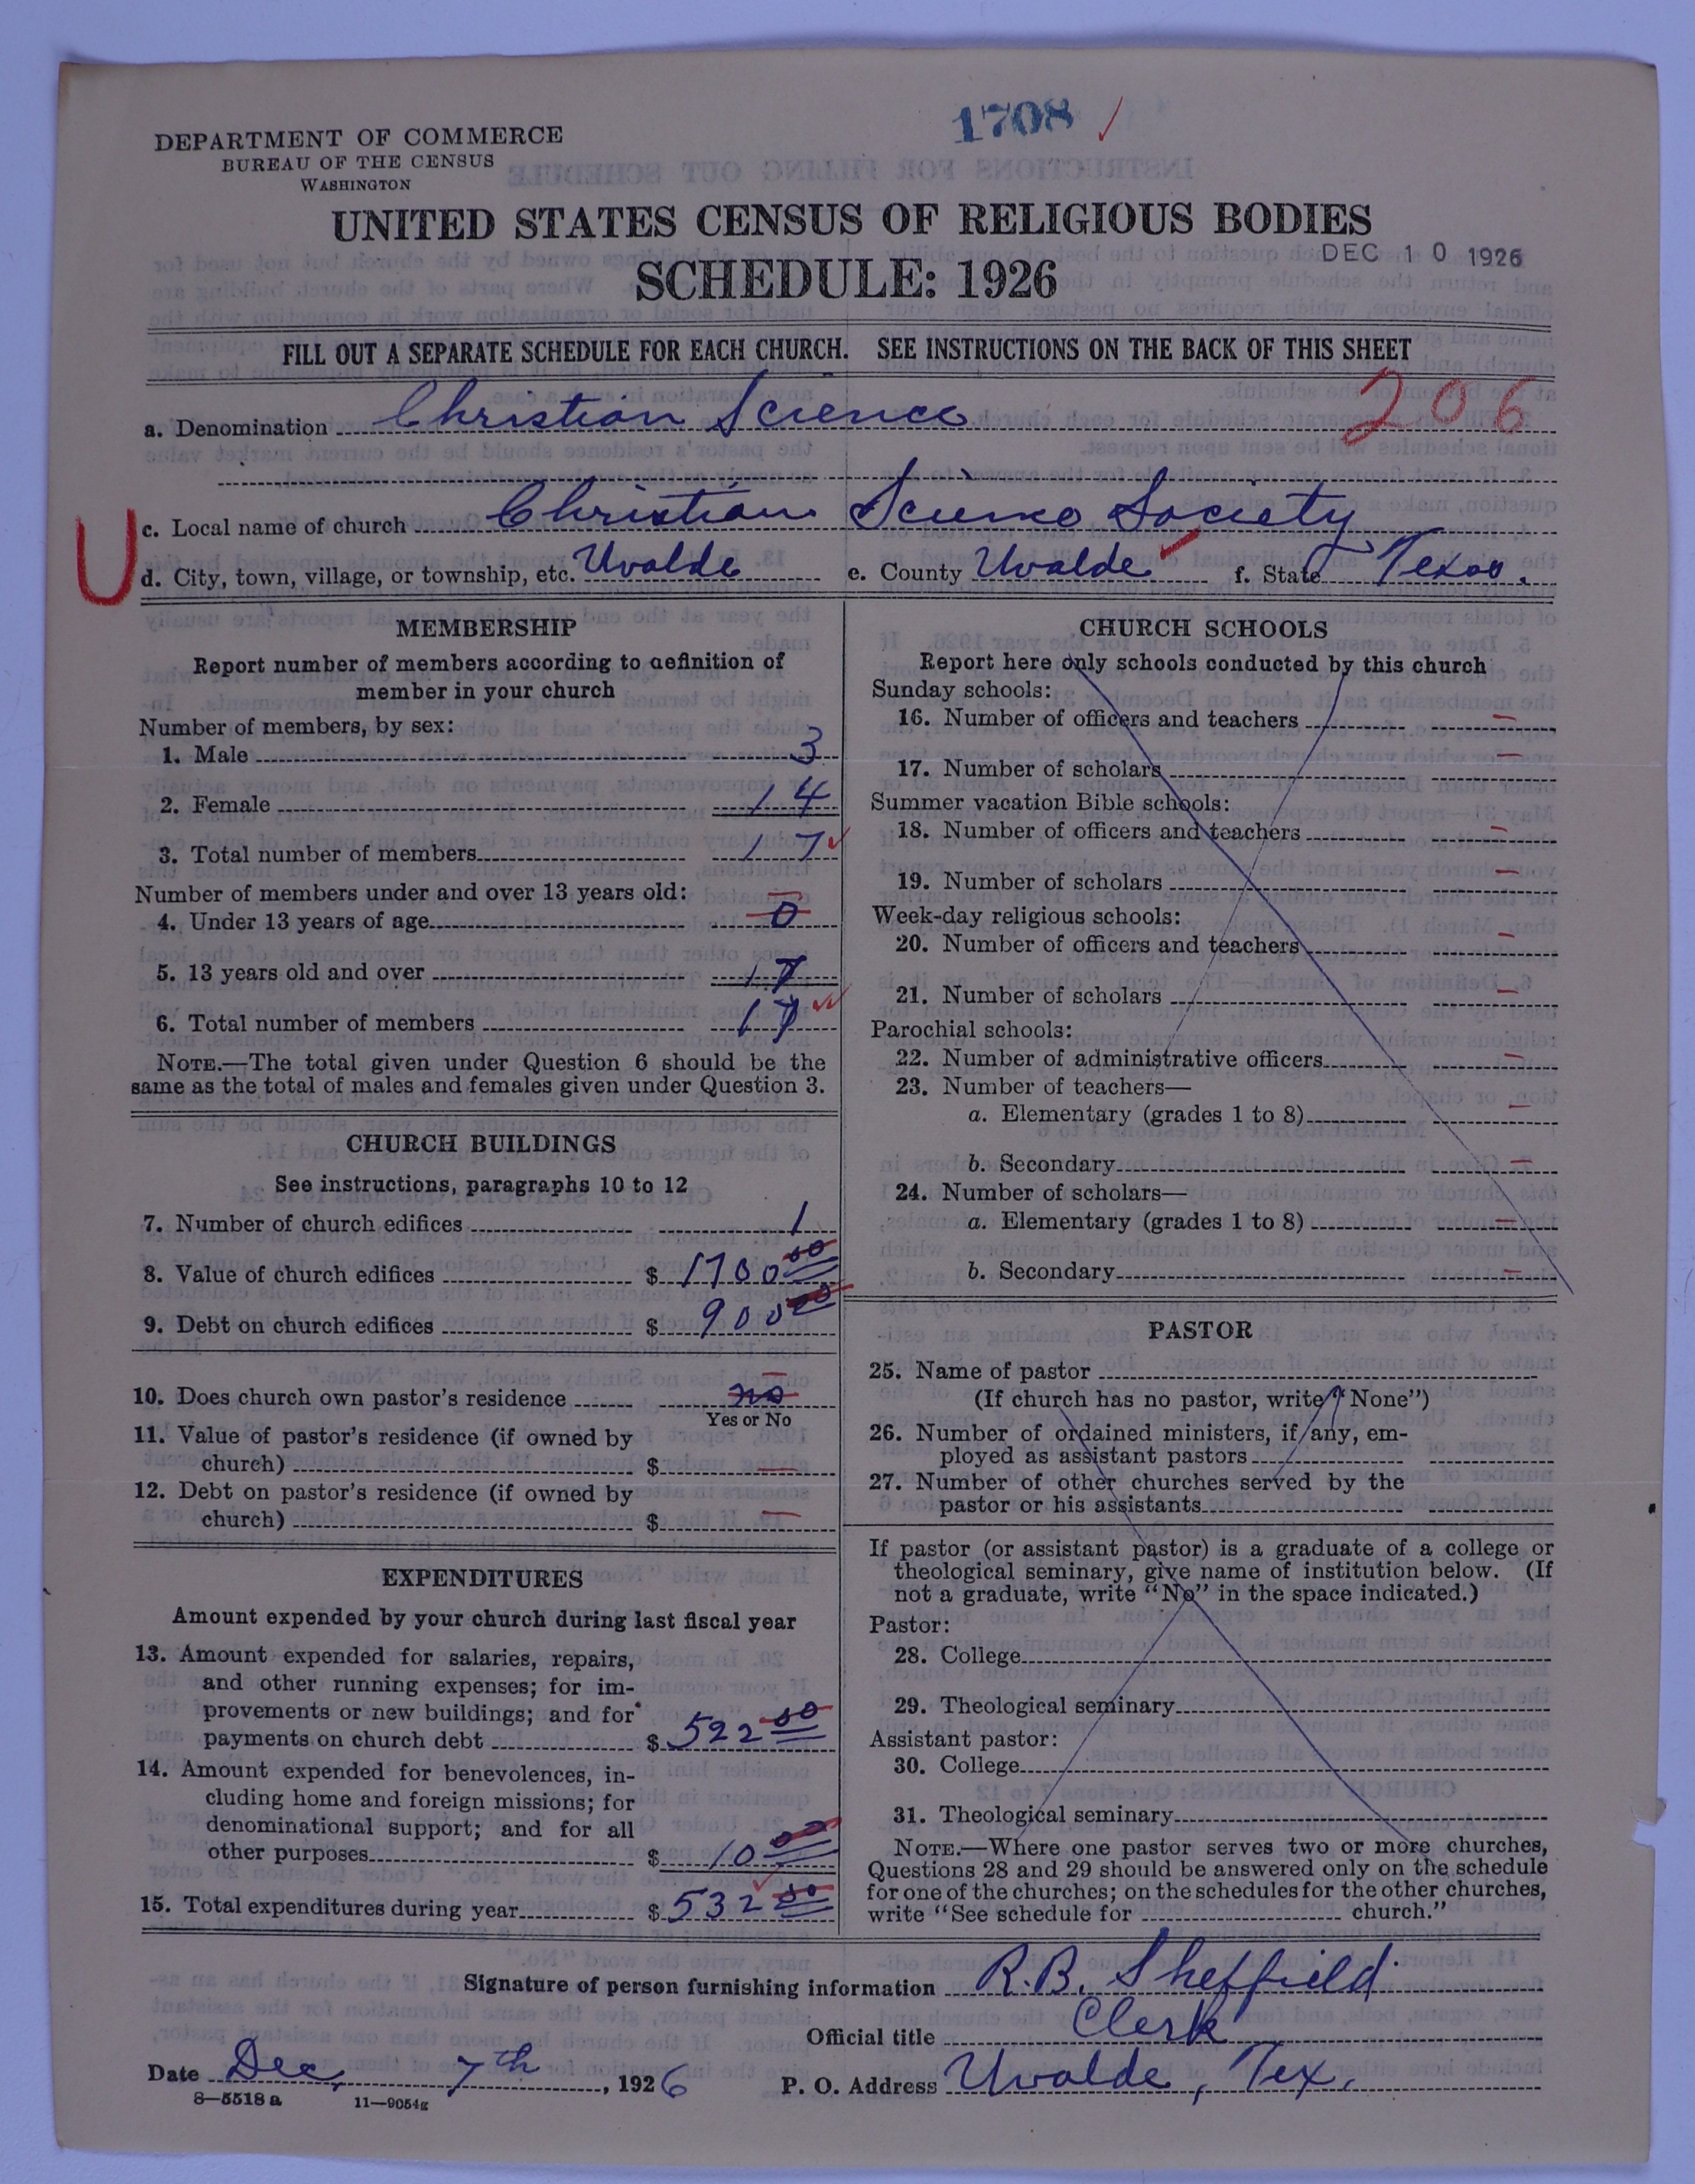 1708 ✓
DEPARTMENT OF COMMERCE
BUREAU OF THE CENSUS
WASHINGTON
UNITED STATES CENSUS OF RELIGIOUS BODIES
DEC 10 1926
SCHEDULE: 1926
FILL OUT A SEPARATE SCHEDULE FOR EACH CHURCH. SEE INSTRUCTIONS ON THE BACK OF THIS SHEET
206
a. Denomination Christian Science
U
c. Local name of church Christian Science Society
d. City, town, village, or township, etc. Uvalde e. County Uvalde f. State Texas.
MEMBERSHIP
Report number of members according to definition of
member in your church
Number of members, by sex:
1. Male 3
2. Female 14
3. Total number of members 17
Number of members under and over 13 years old:
4. Under 13 years of age 0
5. 13 years old and over 17
6. Total number of members 17
NOTE.—The total given under Question 6 should be the
same as the total of males and females given under Question 3.
CHURCH BUILDINGS
See instructions, paragraphs 10 to 12
7. Number of church edifices 1
8. Value of church edifices $ 1700 00
9. Debt on church edifices $ 900 00
10. Does church own pastor's residence no
Yes or No
11. Value of pastor's residence (if owned by
church) $ —
12. Debt on pastor's residence (if owned by
church) $ —
EXPENDITURES
Amount expended by your church during last fiscal year
13. Amount expended for salaries, repairs,
and other running expenses; for im-
provements or new buildings; and for
payments on church debt $ 522 00
14. Amount expended for benevolences, in-
cluding home and foreign missions; for
denominational support; and for all
other purposes $ 10 00
15. Total expenditures during year $ 532 00
CHURCH SCHOOLS
Report here only schools conducted by this church
Sunday schools:
16. Number of officers and teachers —
17. Number of scholars —
Summer vacation Bible schools:
18. Number of officers and teachers —
19. Number of scholars —
Week-day religious schools:
20. Number of officers and teachers —
21. Number of scholars —
Parochial schools:
22. Number of administrative officers —
23. Number of teachers—
a. Elementary (grades 1 to 8) —
b. Secondary —
24. Number of scholars—
a. Elementary (grades 1 to 8) —
b. Secondary —
PASTOR
25. Name of pastor
(If church has no pastor, write "None")
26. Number of ordained ministers, if any, em-
ployed as assistant pastors
27. Number of other churches served by the
pastor or his assistants
If pastor (or assistant pastor) is a graduate of a college or
theological seminary, give name of institution below. (If
not a graduate, write "No" in the space indicated.)
Pastor:
28. College
29. Theological seminary
Assistant pastor:
30. College
31. Theological seminary
NOTE.—Where one pastor serves two or more churches,
Questions 28 and 29 should be answered only on the schedule
for one of the churches; on the schedules for the other churches,
write "See schedule for church."
Signature of person furnishing information R. B. Sheffield
Official title Clerk
Date Dec, 7th, 1926 P. O. Address Uvalde, Tex.
8—5518 a 11—9054g